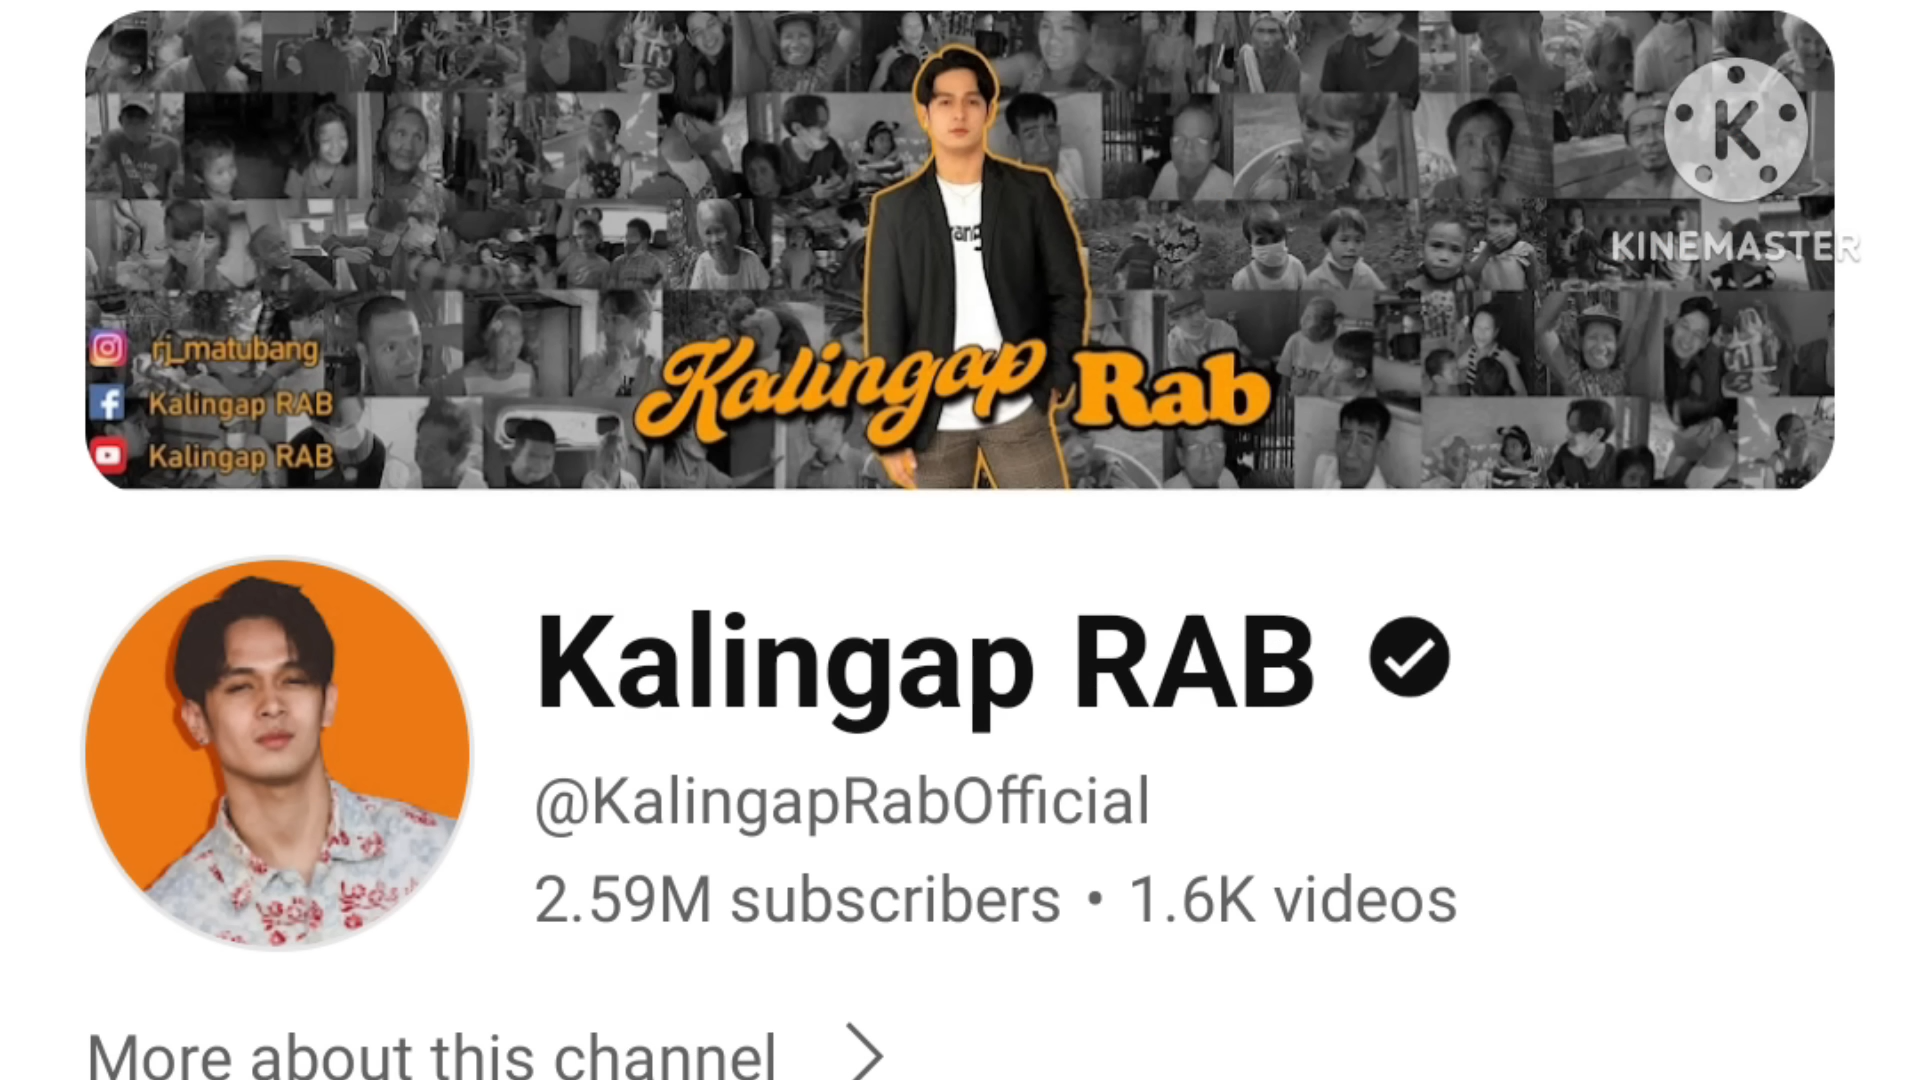 K
KINEMASTER
rang
rj_matubang
Kalingap RAB
Kalingap RAB
Kalingap Rab
Kalingap RAB
@KalingapRabOfficial
2.59M subscribers • 1.6K videos
More about this channel